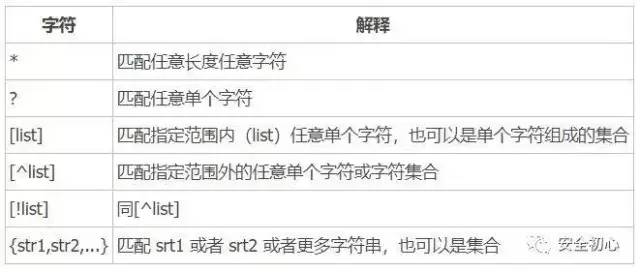 字符 解释
* 匹配任意长度任意字符
? 匹配任意单个字符
[list] 匹配指定范围内（list）任意单个字符，也可以是单个字符组成的集合
[^list] 匹配指定范围外的任意单个字符或字符集合
[!list] 同[^list]
{str1,str2,...} 匹配 srt1 或者 srt2 或者更多字符串，也可以是集合
安全初心